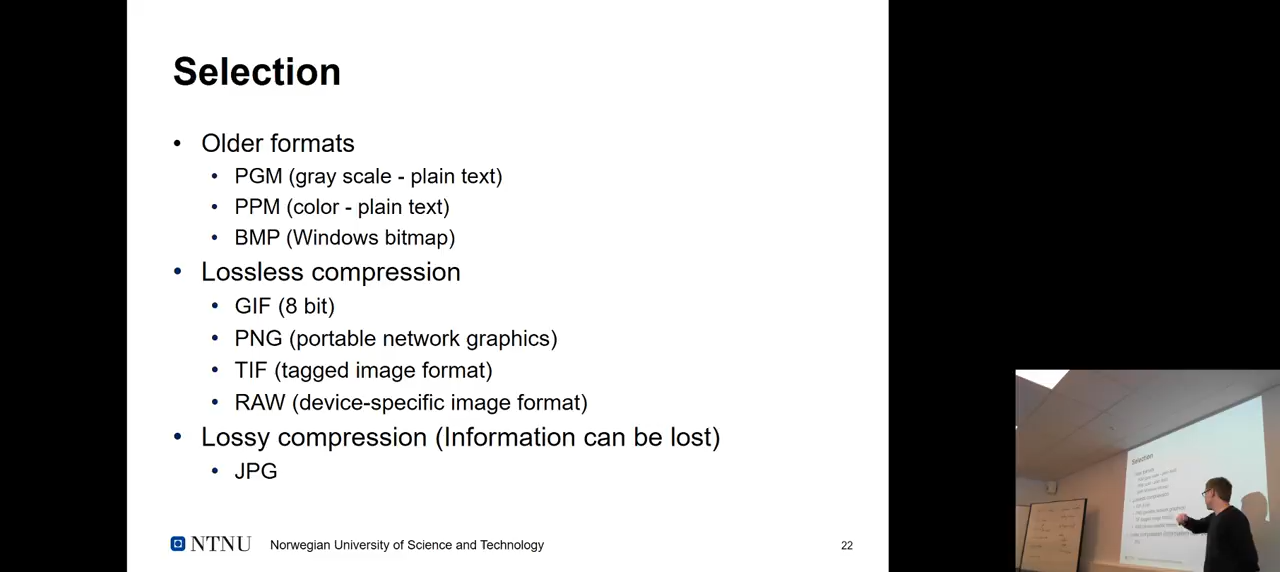 Selection
• Older formats
• PGM (gray scale - plain text)
• PPM (color - plain text)
• BMP (Windows bitmap)
• Lossless compression
• GIF (8 bit)
• PNG (portable network graphics)
• TIF (tagged image format)
• RAW (device-specific image format)
• Lossy compression (Information can be lost)
• JPG
NTNU Norwegian University of Science and Technology 22
Selection